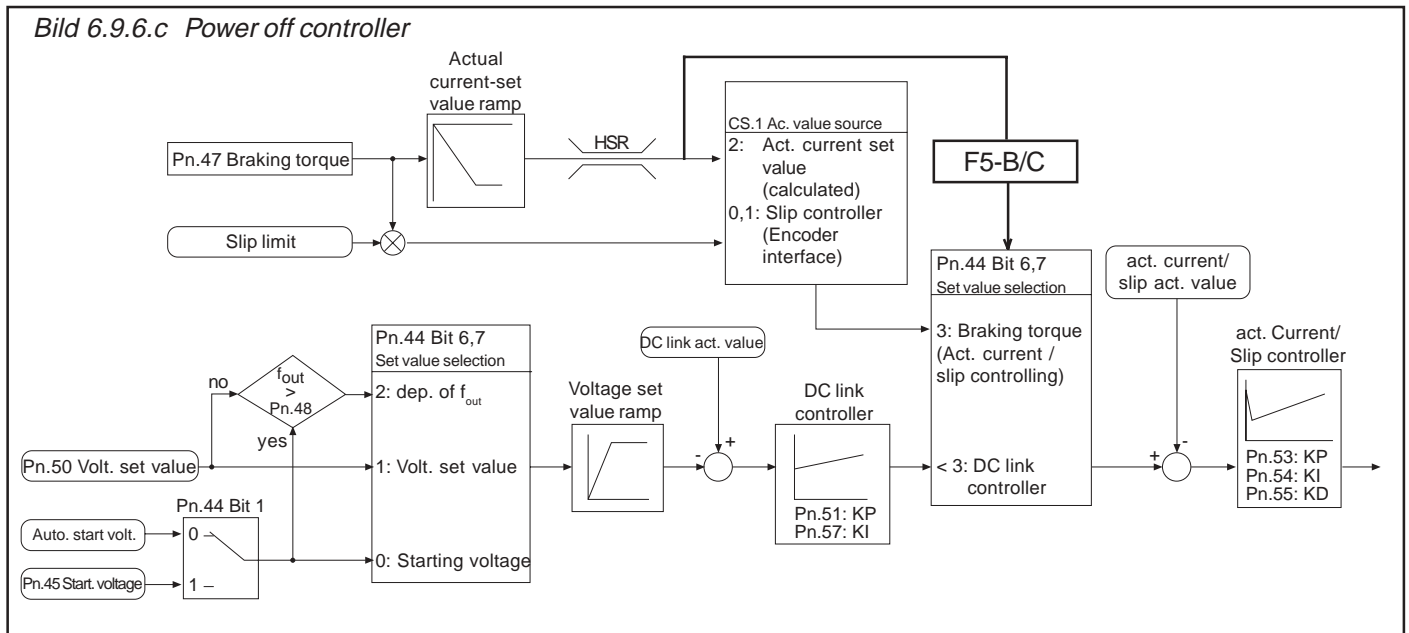 Bild 6.9.6.c Power off controller
Actual
current-set
value ramp
Pn.47 Braking torque
HSR
CS.1 Ac. value source
2: Act. current set
value
(calculated)
0,1: Slip controller
(Encoder
interface)
F5-B/C
Slip limit
Pn.44 Bit 6,7
Set value selection
3: Braking torque
(Act. current /
slip controlling)
< 3: DC link
controller
act. current/
slip act. value
act. Current/
Slip controller
Pn.53: KP
Pn.54: KI
Pn.55: KD
+
-
no
fout
>
Pn.48
yes
Pn.44 Bit 6,7
Set value selection
2: dep. of fout
1: Volt. set value
0: Starting voltage
Voltage set
value ramp
DC link act. value
+
-
DC link
controller
Pn.51: KP
Pn.57: KI
Pn.50 Volt. set value
Pn.44 Bit 1
Auto. start volt.
0 –
Pn.45 Start. voltage
1 –